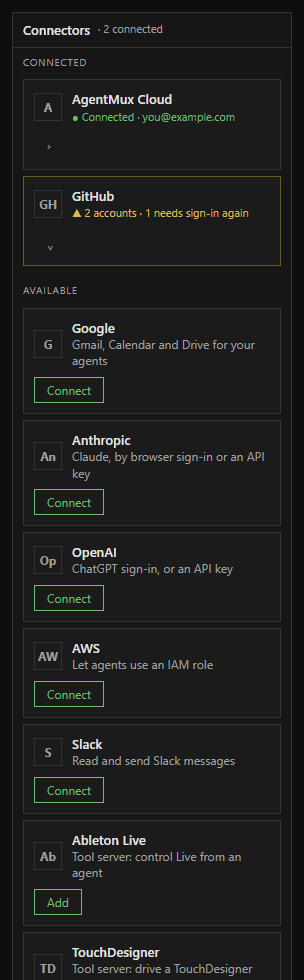 Connectors · 2 connected
CONNECTED
A
AgentMux Cloud
● Connected · you@example.com
›
GH
GitHub
▲ 2 accounts · 1 needs sign-in again
˅
AVAILABLE
G
Google
Gmail, Calendar and Drive for your
agents
Connect
An
Anthropic
Claude, by browser sign-in or an API
key
Connect
Op
OpenAI
ChatGPT sign-in, or an API key
Connect
AW
AWS
Let agents use an IAM role
Connect
S
Slack
Read and send Slack messages
Connect
Ab
Ableton Live
Tool server: control Live from an
agent
Add
TD
TouchDesigner
Tool server: drive a TouchDesigner